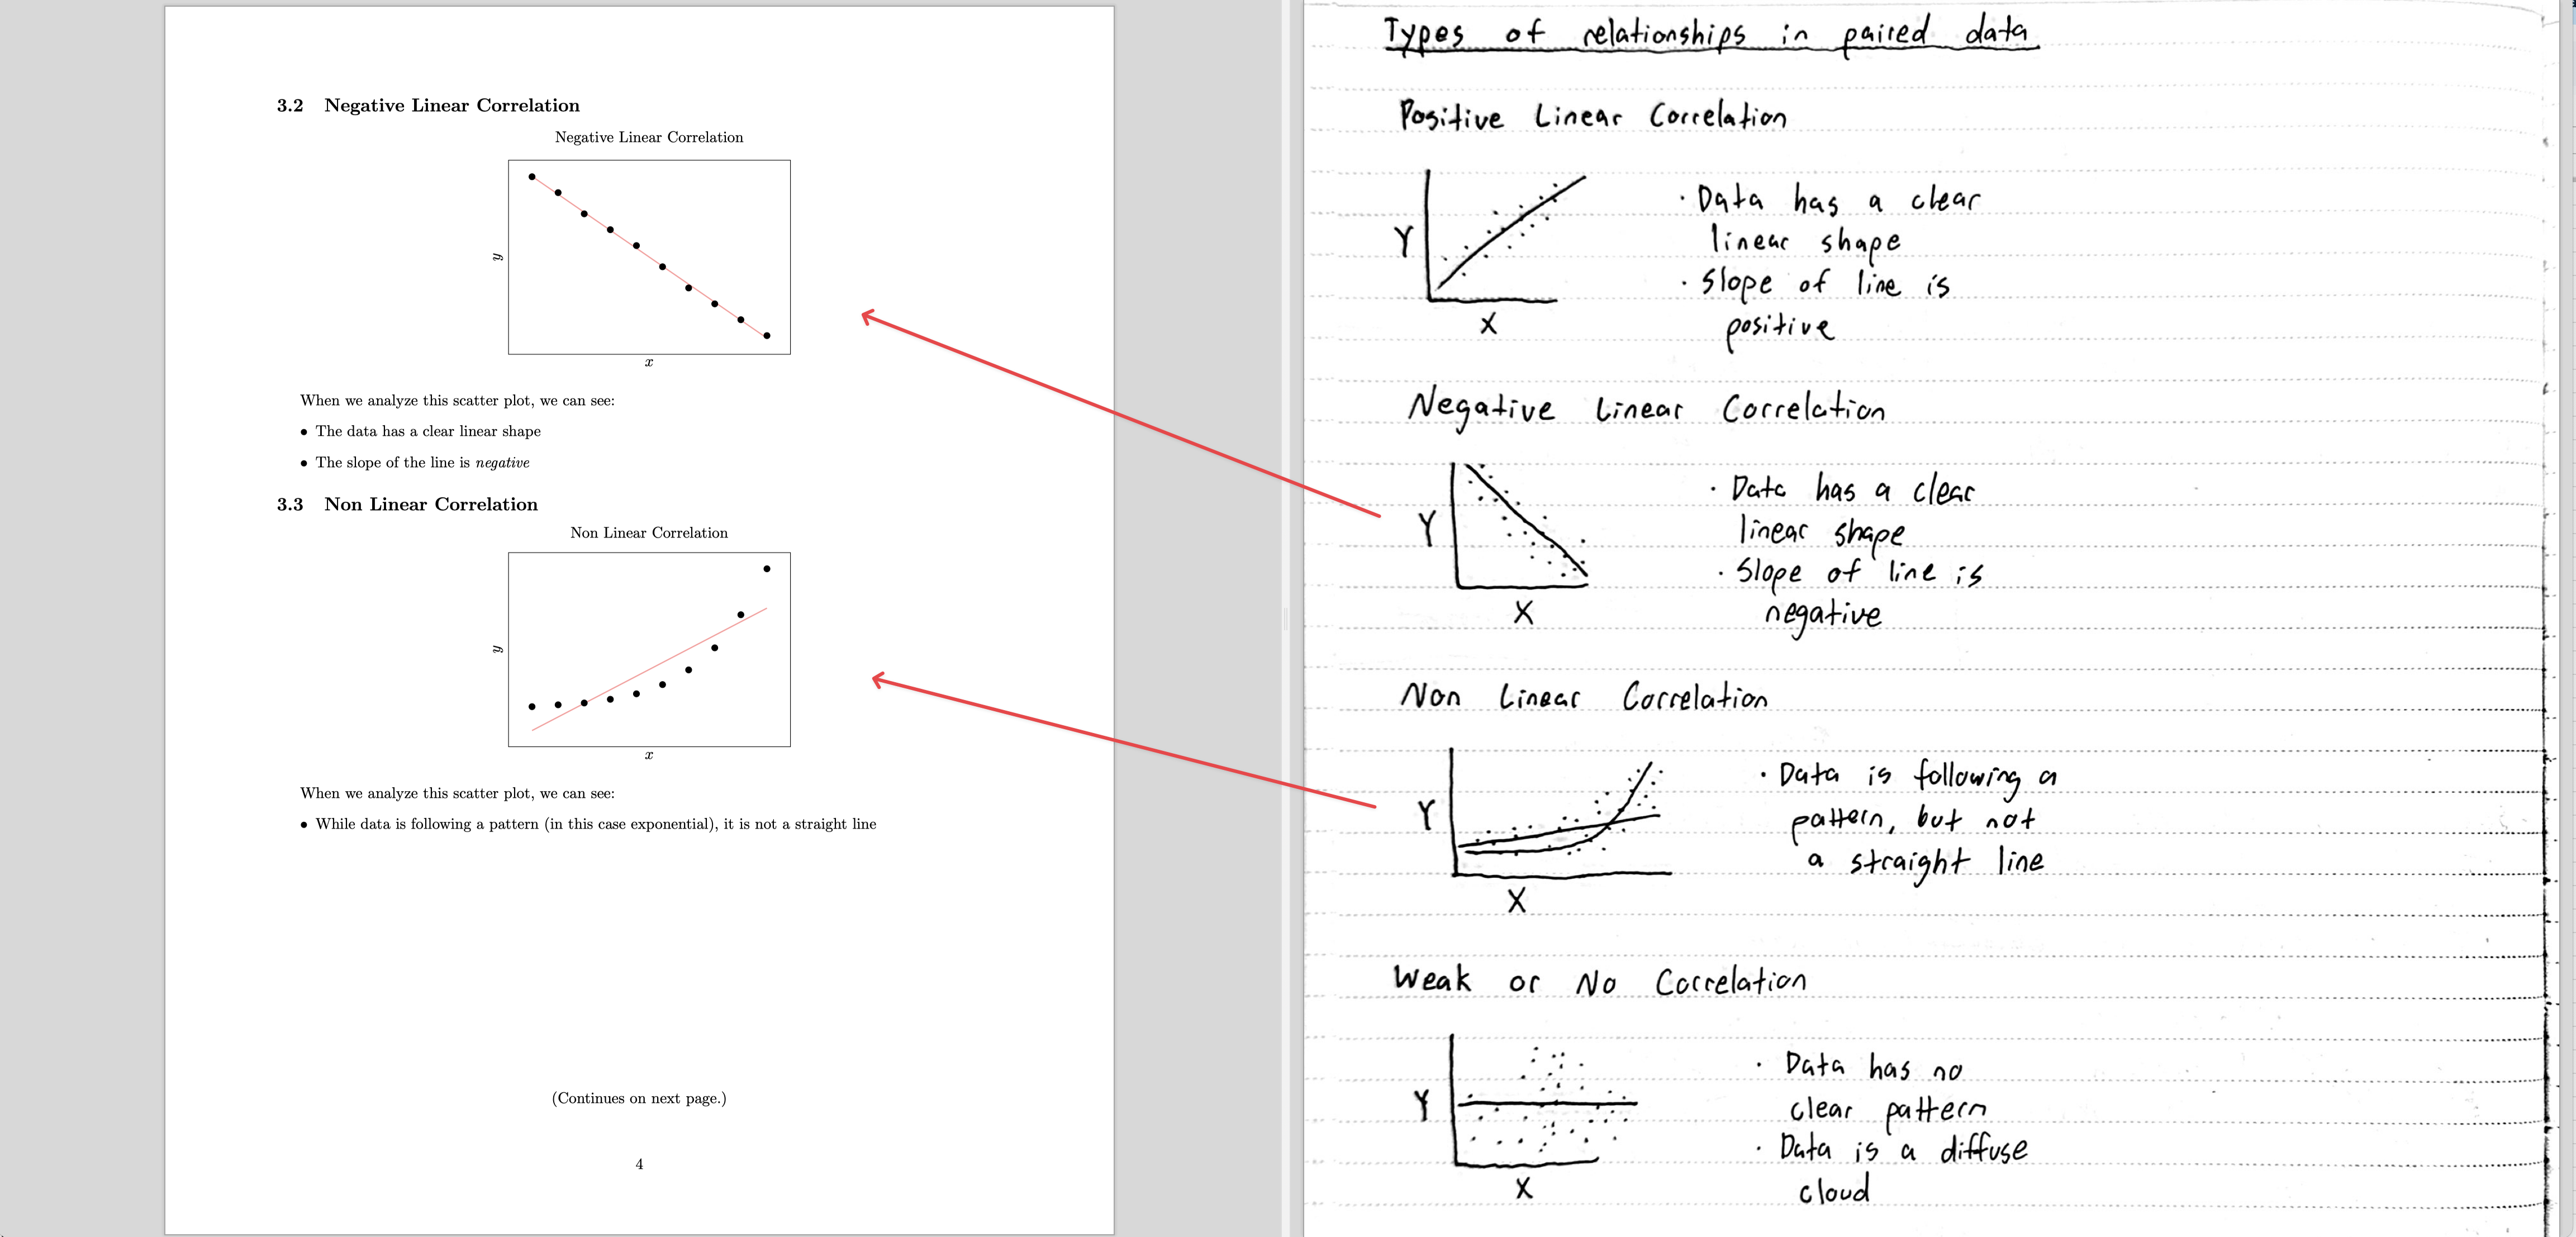 3.2 Negative Linear Correlation
Negative Linear Correlation
y
x
When we analyze this scatter plot, we can see:
• The data has a clear linear shape
• The slope of the line is negative
3.3 Non Linear Correlation
Non Linear Correlation
y
x
When we analyze this scatter plot, we can see:
• While data is following a pattern (in this case exponential), it is not a straight line
(Continues on next page.)
4
Types of relationships in paired data
Positive Linear Correlation
Y
X
· Data has a clear
linear shape
· Slope of line is
positive
Negative Linear Correlation
Y
X
· Data has a clear
linear shape
· Slope of line is
negative
Non Linear Correlation
Y
X
· Data is following a
pattern, but not
a straight line
Weak or No Correlation
Y
X
· Data has no
clear pattern
· Data is a diffuse
cloud